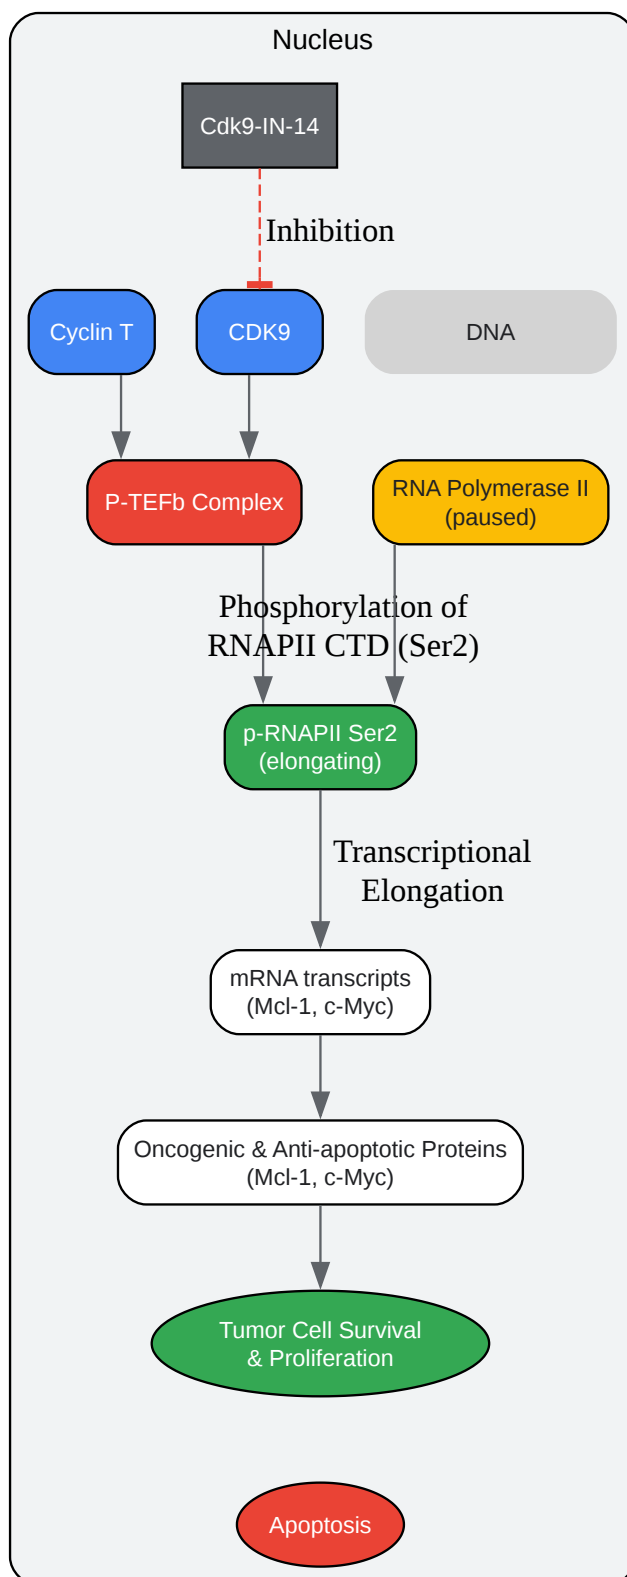 Nucleus
Cdk9-IN-14
Inhibition
Cyclin T
CDK9
DNA
P-TEFb Complex
RNA Polymerase II
(paused)
Phosphorylation of
RNAPII CTD (Ser2)
p-RNAPII Ser2
(elongating)
Transcriptional
Elongation
mRNA transcripts
(Mcl-1, c-Myc)
Oncogenic & Anti-apoptotic Proteins
(Mcl-1, c-Myc)
Tumor Cell Survival
& Proliferation
Apoptosis